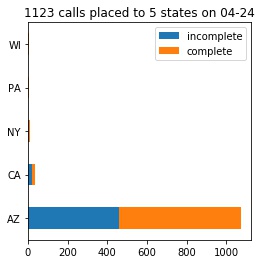 1123 calls placed to 5 states on 04-24
incomplete
complete
WI
PA
NY
CA
AZ
0 200 400 600 800 1000